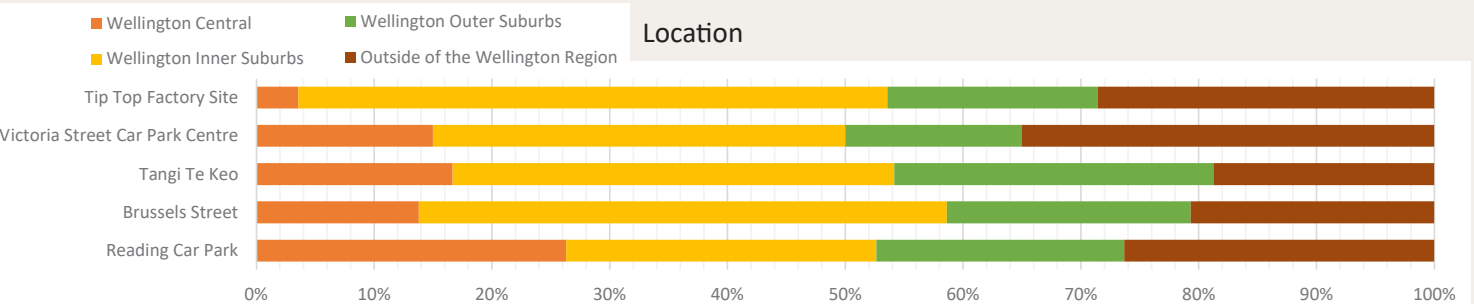 Wellington Central
Wellington Outer Suburbs
Location
Wellington Inner Suburbs
Outside of the Wellington Region
Tip Top Factory Site
Victoria Street Car Park Centre
Tangi Te Keo
Brussels Street
Reading Car Park
0% 10% 20% 30% 40% 50% 60% 70% 80% 90% 100%